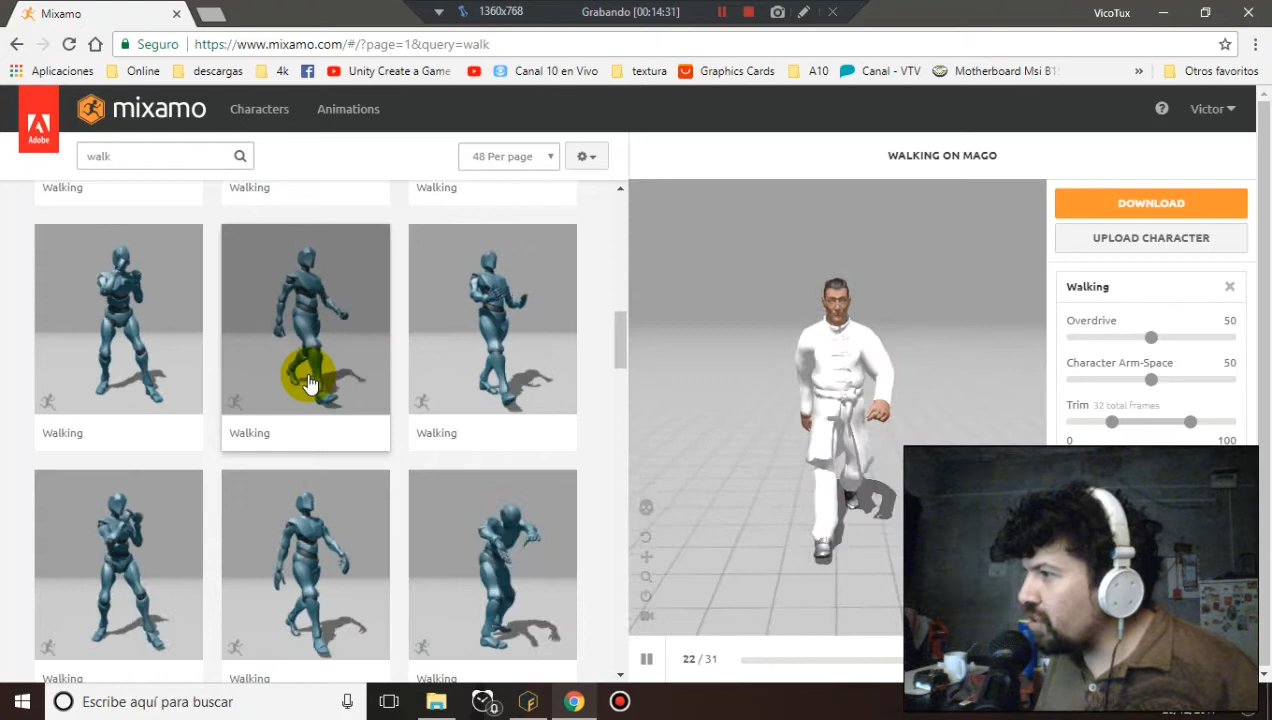 Mixamo
1360x768
Grabando [00:14:31]
VicoTux
Seguro
https://www.mixamo.com/#/?page=1&query=walk
Aplicaciones
Online
descargas
4k
Unity Create a Game
Canal 10 en Vivo
textura
Graphics Cards
A10
Canal - VTV
Motherboard Msi B1
»
Otros favoritos
Adobe
mixamo
Characters
Animations
Victor
walk
48 Per page
WALKING ON MAGO
Walking
Walking
Walking
DOWNLOAD
UPLOAD CHARACTER
Walking
Overdrive 50
Character Arm-Space 50
Trim 32 total frames
0 100
Walking
Walking
Walking
22 / 31
Walking
Walking
Walking
Escribe aquí para buscar
0